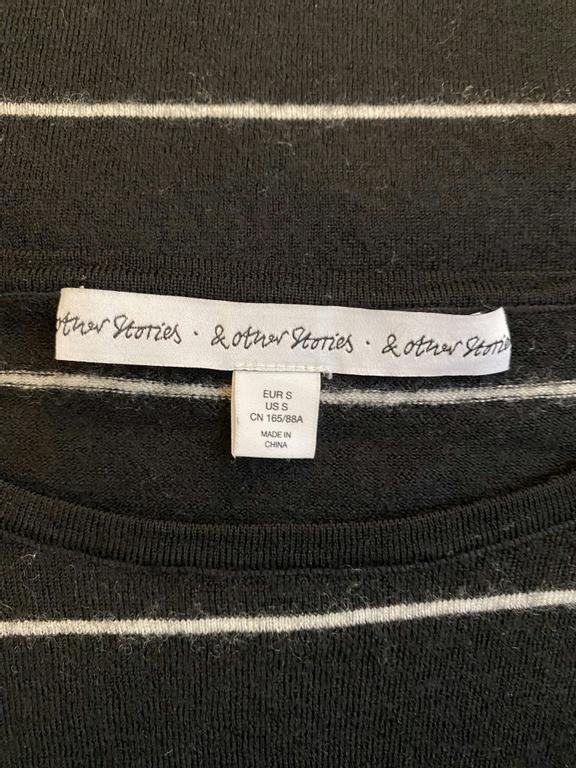 other Stories · & other Stories · & other Stories
EUR S
US S
CN 165/88A
MADE IN
CHINA